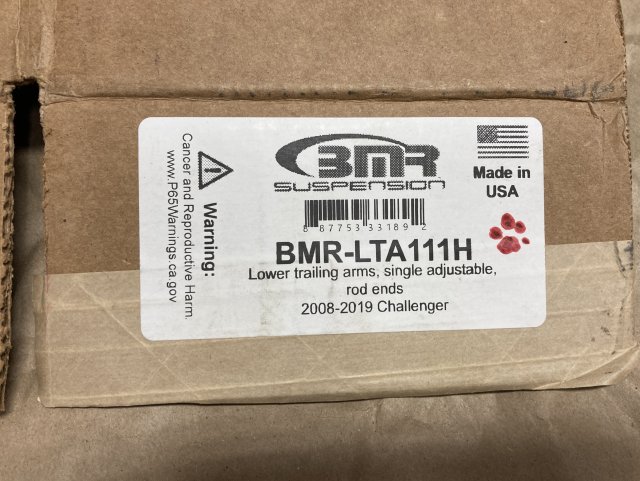 BMR
SUSPENSION
Made in
USA
8 87753 33189 2
BMR-LTA111H
Lower trailing arms, single adjustable,
rod ends
2008-2019 Challenger
Warning:
Cancer and Reproductive Harm.
www.P65Warnings.ca.gov